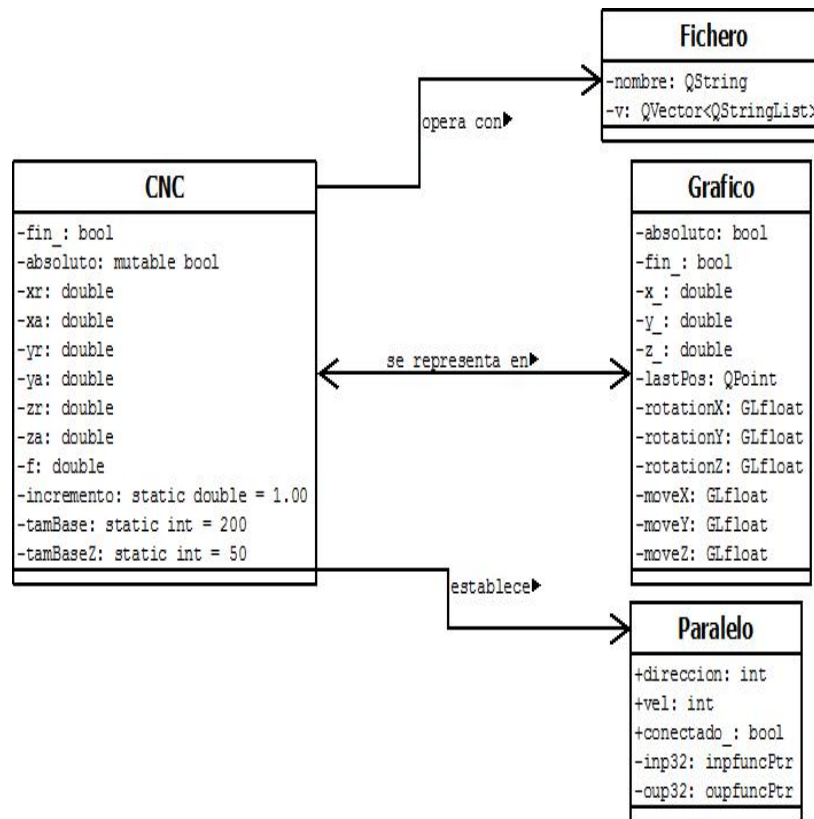 Fichero
-nombre: QString
-v: QVector<QStringList>
opera con▶
CNC
-fin_: bool
-absoluto: mutable bool
-xr: double
-xa: double
-yr: double
-ya: double
-zr: double
-za: double
-f: double
-incremento: static double = 1.00
-tamBase: static int = 200
-tamBaseZ: static int = 50
se representa en▶
Grafico
-absoluto: bool
-fin_: bool
-x_: double
-y_: double
-z_: double
-lastPos: QPoint
-rotationX: GLfloat
-rotationY: GLfloat
-rotationZ: GLfloat
-moveX: GLfloat
-moveY: GLfloat
-moveZ: GLfloat
establece▶
Paralelo
+direccion: int
+vel: int
+conectado_: bool
-inp32: inpfuncPtr
-oup32: oupfuncPtr